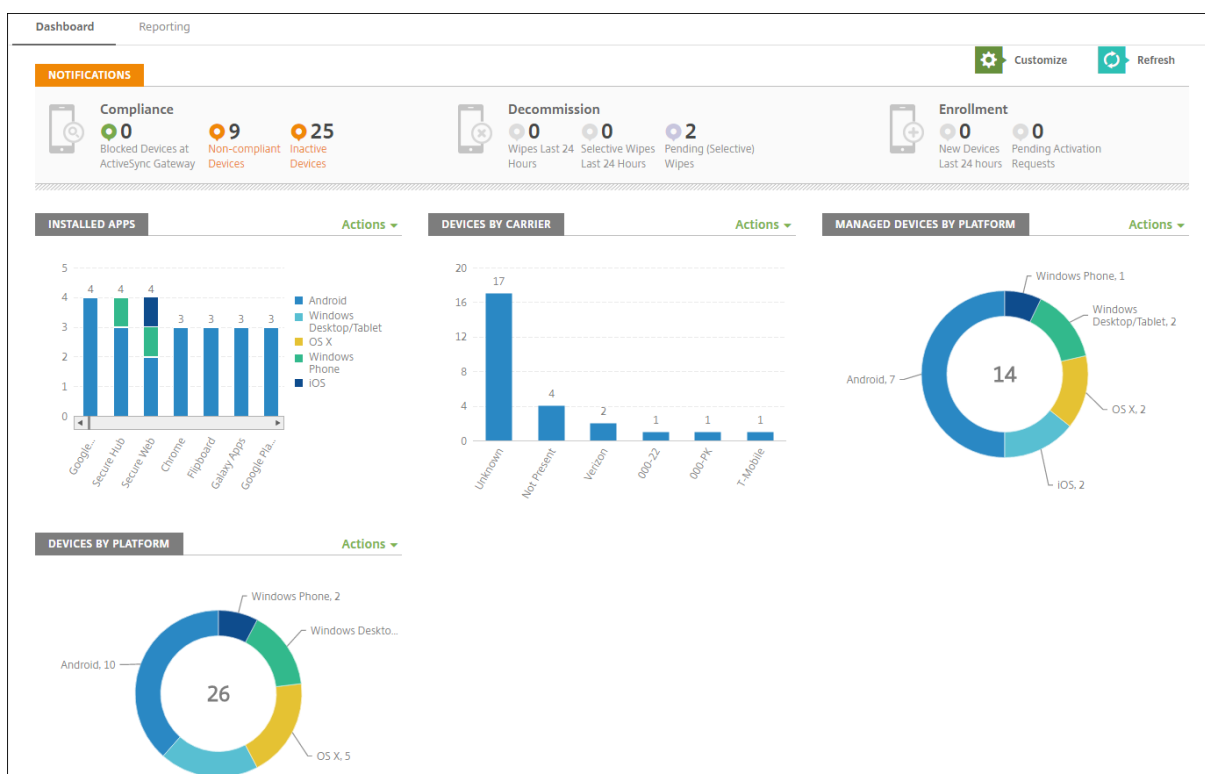 Dashboard
Reporting
Customize
Refresh
NOTIFICATIONS
Compliance
0
Blocked Devices at
ActiveSync Gateway
9
Non-compliant
Devices
25
Inactive
Devices
Decommission
0
Wipes Last 24
Hours
0
Selective Wipes
Last 24 Hours
2
Pending (Selective)
Wipes
Enrollment
0
New Devices
Last 24 hours
0
Pending Activation
Requests
INSTALLED APPS
Actions
5
4
3
2
1
0
4
4
4
3
3
3
3
Google...
Secure Hub
Secure Web
Chrome
Flipboard
Galaxy Apps
Google Pla...
Android
Windows
Desktop/Tablet
OS X
Windows
Phone
iOS
DEVICES BY CARRIER
Actions
20
16
12
8
4
0
17
4
2
1
1
1
Unknown
Not Present
Verizon
000-22
000-PK
T-Mobile
MANAGED DEVICES BY PLATFORM
Actions
Windows Phone, 1
Windows
Desktop/Tablet, 2
Android, 7
14
OS X, 2
iOS, 2
DEVICES BY PLATFORM
Actions
Windows Phone, 2
Windows Deskto...
Android, 10
26
OS X, 5